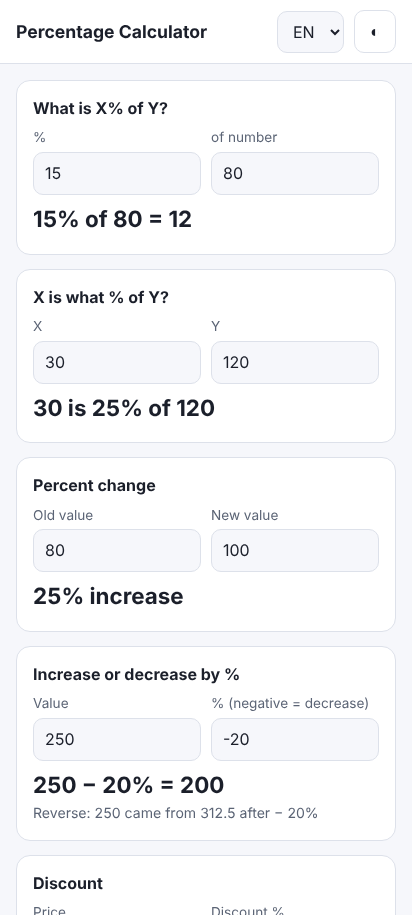 Percentage Calculator
EN
What is X% of Y?
% of number
15 80
15% of 80 = 12
X is what % of Y?
X Y
30 120
30 is 25% of 120
Percent change
Old value New value
80 100
25% increase
Increase or decrease by %
Value % (negative = decrease)
250 -20
250 − 20% = 200
Reverse: 250 came from 312.5 after − 20%
Discount
Price Discount %